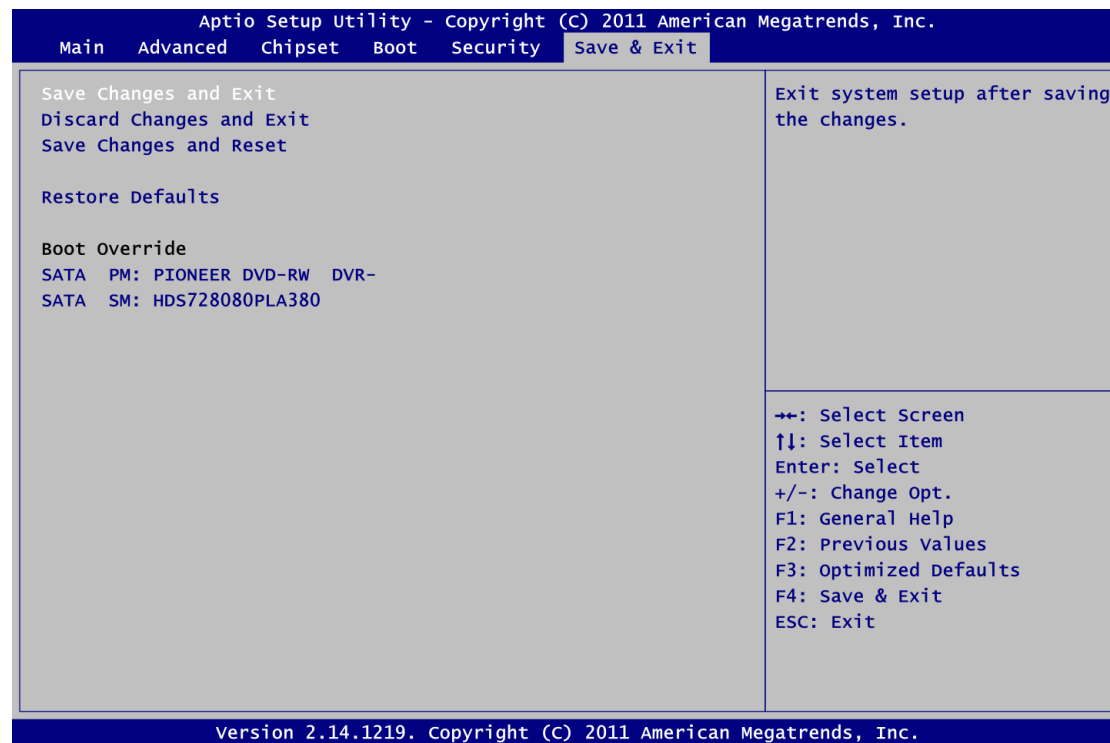 Aptio Setup Utility - Copyright (C) 2011 American Megatrends, Inc.
Main Advanced Chipset Boot Security Save & Exit
Save Changes and Exit
Discard Changes and Exit
Save Changes and Reset
Restore Defaults
Boot Override
SATA PM: PIONEER DVD-RW DVR-
SATA SM: HDS728080PLA380
Exit system setup after saving
the changes.
→←: Select Screen
↑↓: Select Item
Enter: Select
+/-: Change Opt.
F1: General Help
F2: Previous Values
F3: Optimized Defaults
F4: Save & Exit
ESC: Exit
Version 2.14.1219. Copyright (C) 2011 American Megatrends, Inc.